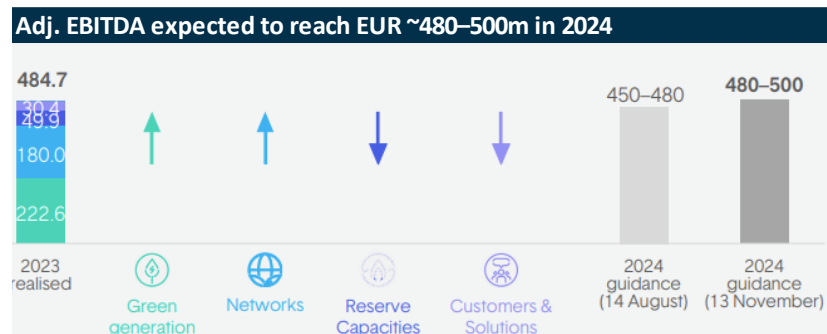 Adj. EBITDA expected to reach EUR ~480–500m in 2024
484.7
30.4
49.9
180.0
222.6
450–480
480–500
2023
realised
Green
generation
Networks
Reserve
Capacities
Customers &
Solutions
2024
guidance
(14 August)
2024
guidance
(13 November)